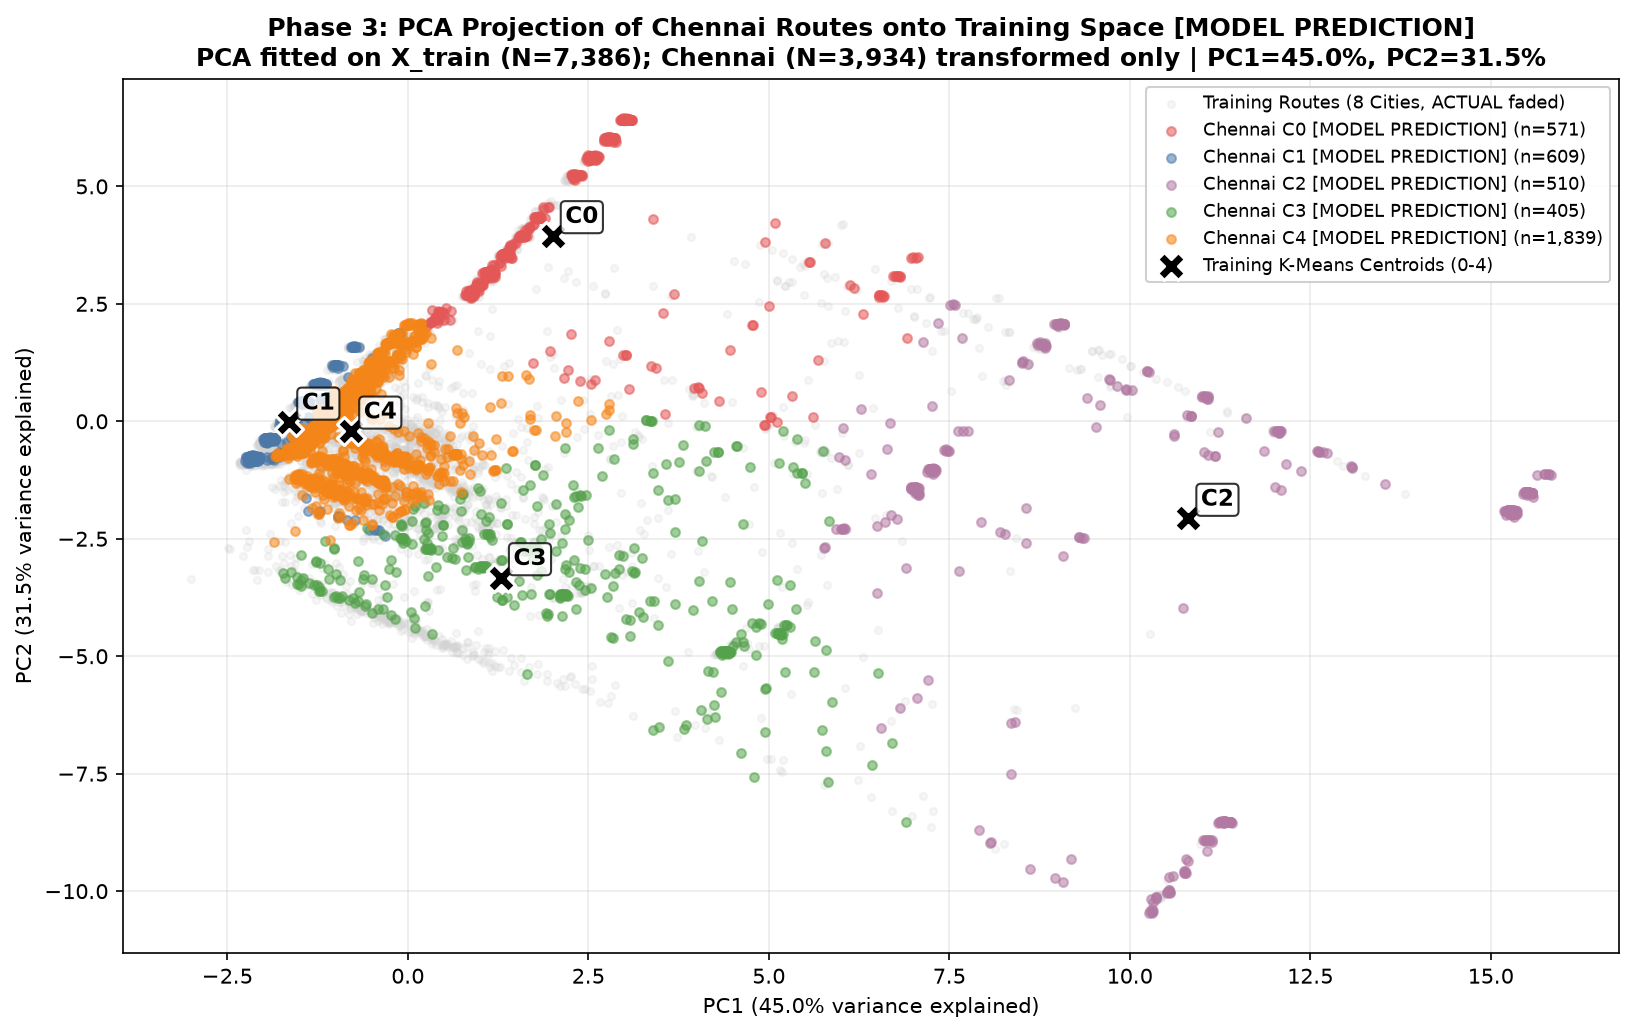 Phase 3: PCA Projection of Chennai Routes onto Training Space [MODEL PREDICTION]
PCA fitted on X_train (N=7,386); Chennai (N=3,934) transformed only | PC1=45.0%, PC2=31.5%
Training Routes (8 Cities, ACTUAL faded)
Chennai C0 [MODEL PREDICTION] (n=571)
Chennai C1 [MODEL PREDICTION] (n=609)
Chennai C2 [MODEL PREDICTION] (n=510)
Chennai C3 [MODEL PREDICTION] (n=405)
Chennai C4 [MODEL PREDICTION] (n=1,839)
Training K-Means Centroids (0-4)
PC2 (31.5% variance explained)
5.0
2.5
0.0
−2.5
−5.0
−7.5
−10.0
C0
C1
C4
C2
C3
−2.5
0.0
2.5
5.0
7.5
10.0
12.5
15.0
PC1 (45.0% variance explained)